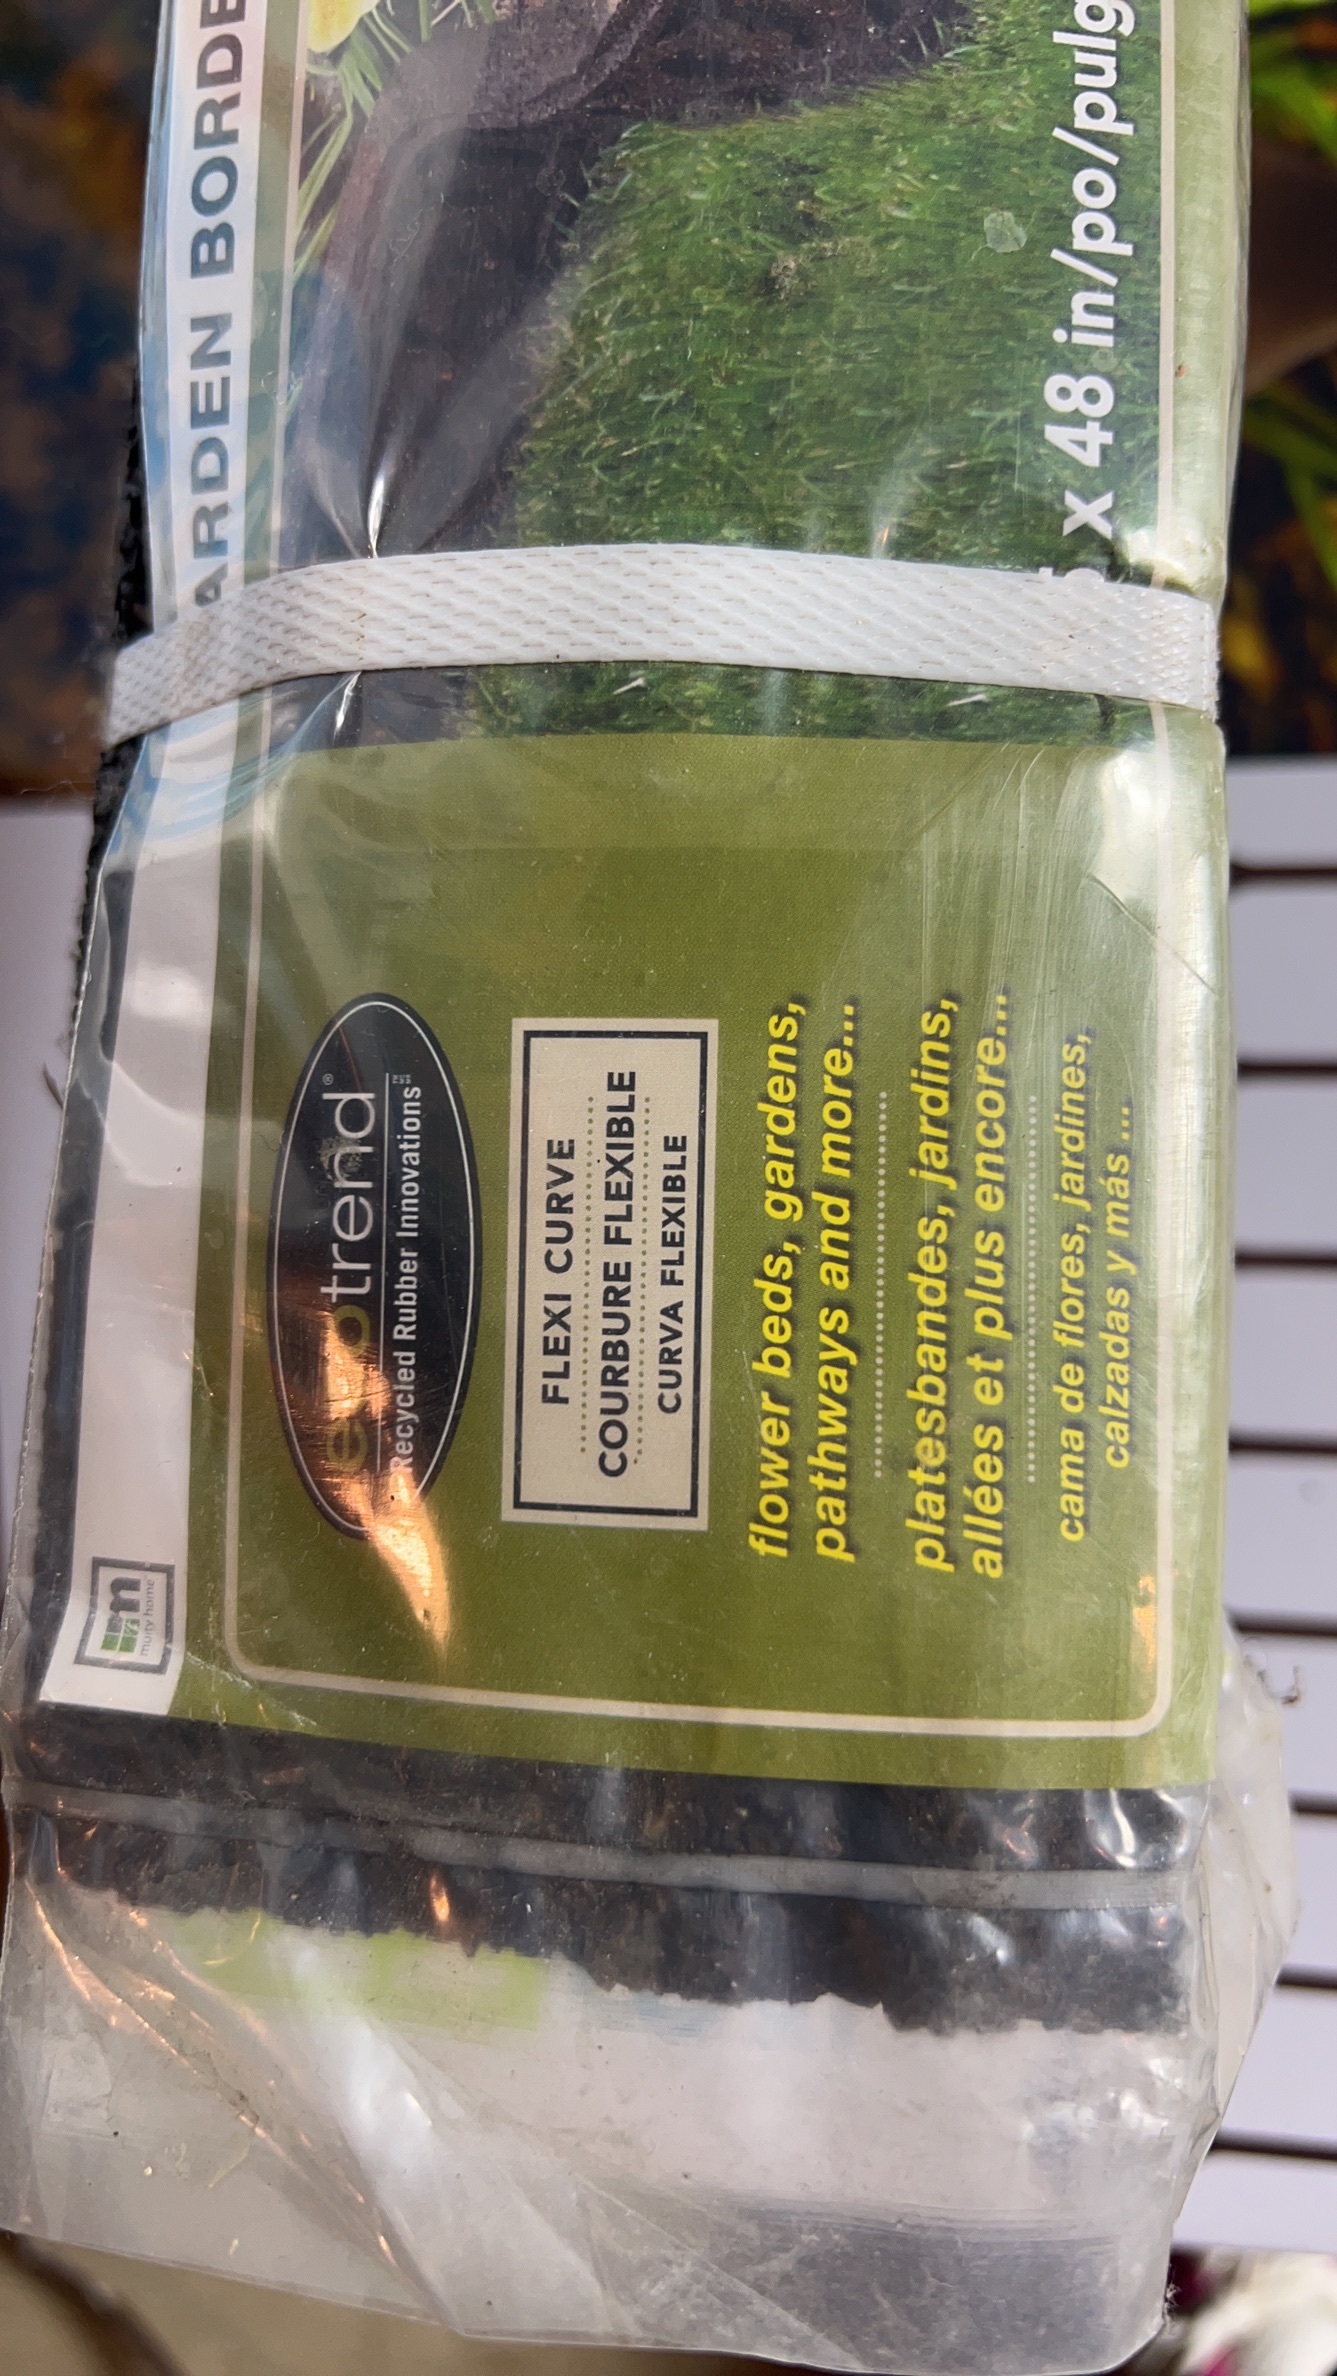 ARDEN BORDE
multy home
ecotrend®
Recycled Rubber Innovations
FLEXI CURVE
COURBURE FLEXIBLE
CURVA FLEXIBLE
flower beds, gardens,
pathways and more...
platesbandes, jardins,
allées et plus encore...
cama de flores, jardines,
calzadas y más ...
x 48 in/po/pulg